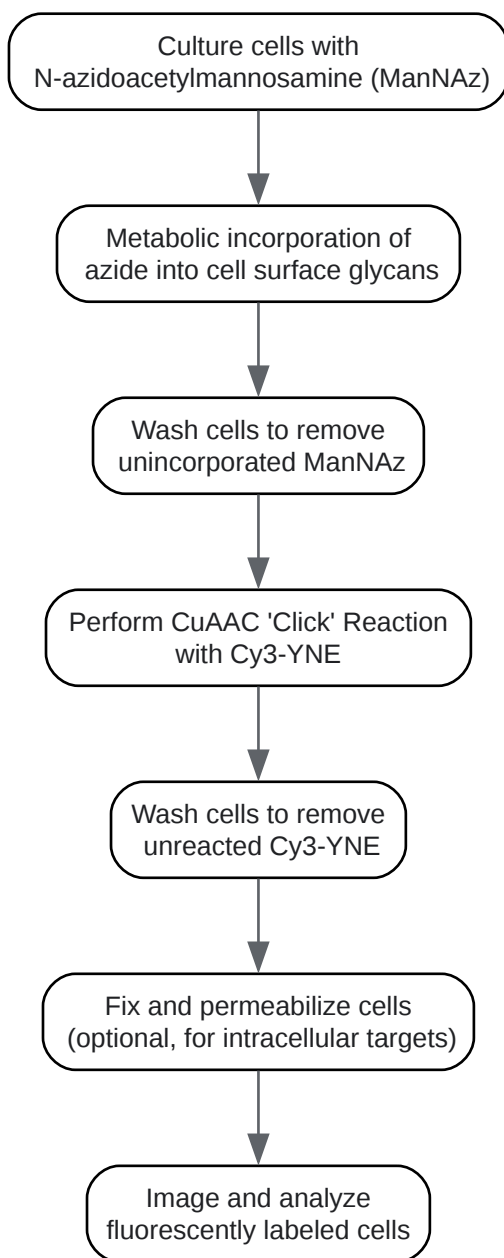 Culture cells with
N-azidoacetylmannosamine (ManNAz)
Metabolic incorporation of
azide into cell surface glycans
Wash cells to remove
unincorporated ManNAz
Perform CuAAC 'Click' Reaction
with Cy3-YNE
Wash cells to remove
unreacted Cy3-YNE
Fix and permeabilize cells
(optional, for intracellular targets)
Image and analyze
fluorescently labeled cells